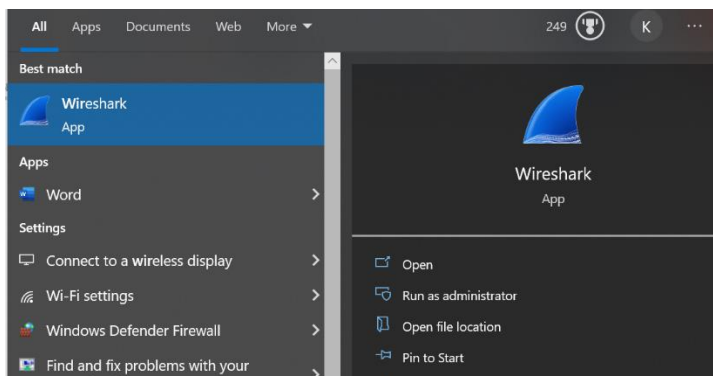 All Apps Documents Web More 249 K ...
Best match
Wireshark
App
Apps
Word
Settings
Connect to a wireless display
Wi-Fi settings
Windows Defender Firewall
Find and fix problems with your
Wireshark
App
Open
Run as administrator
Open file location
Pin to Start